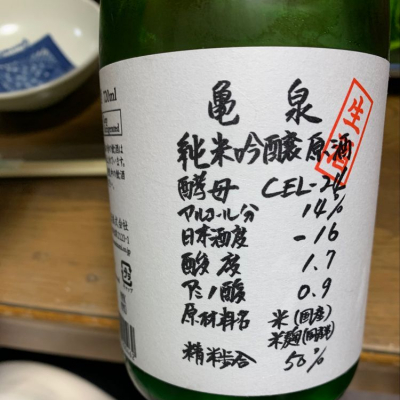 亀泉
純米吟醸原酒
生酒
酵母 CEL-24
アルコール分 14%
日本酒度 -16
酸度 1.7
アミノ酸 0.9
原材料名 米(国産)
米麹(国産米)
精米歩合 50%
720ml